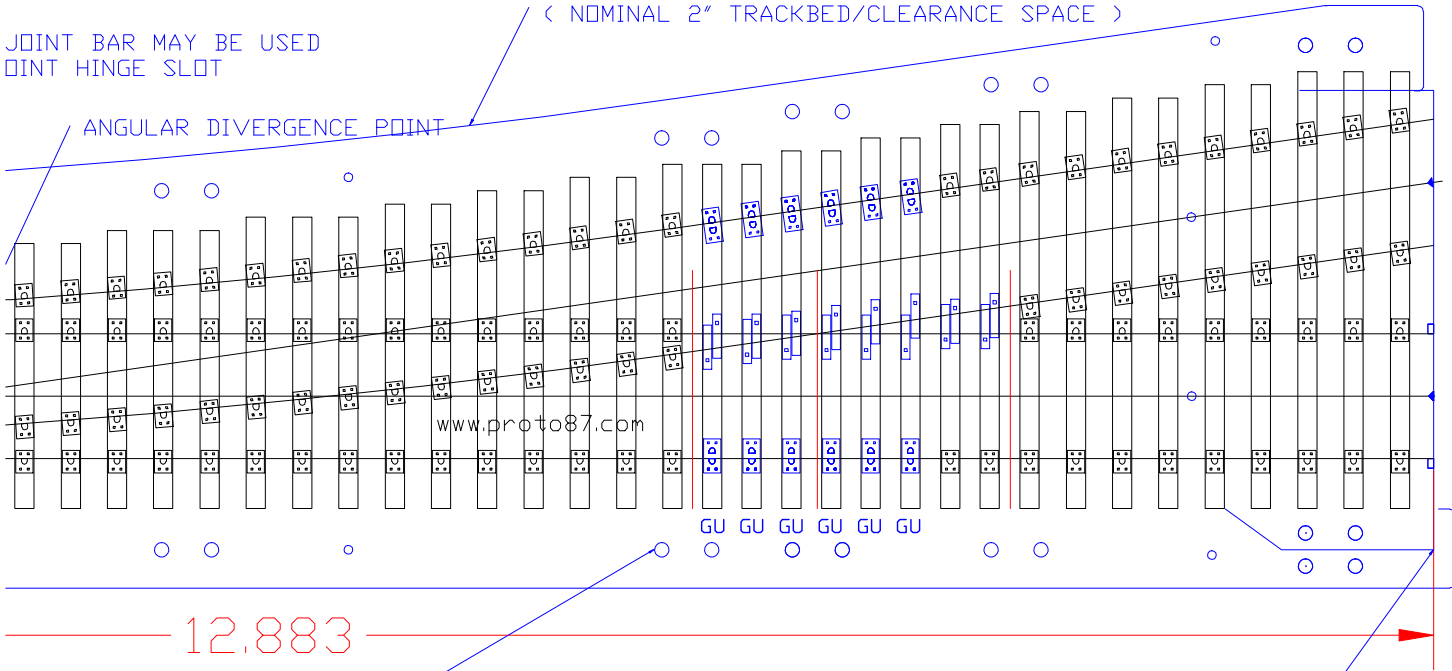 ( NOMINAL 2" TRACKBED/CLEARANCE SPACE )
JOINT BAR MAY BE USED
OINT HINGE SLOT
ANGULAR DIVERGENCE POINT
www.proto87.com
GU GU GU GU GU GU
12.883